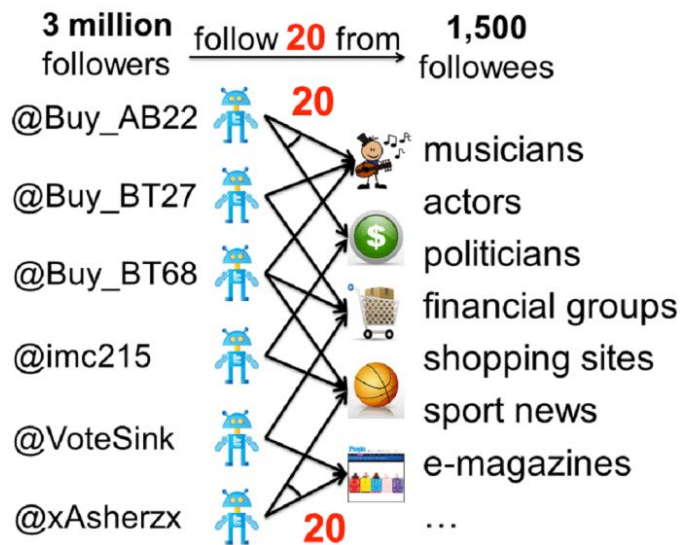 3 million
followers
follow 20 from
1,500
followees
20
@Buy_AB22
@Buy_BT27
@Buy_BT68
@imc215
@VoteSink
@xAsherzx
musicians
actors
politicians
financial groups
shopping sites
sport news
e-magazines
...
$
People
20